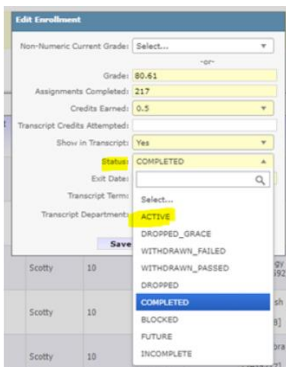 Edit Enrollment
Non-Numeric Current Grade: Select...
-or-
Grade: 80.61
Assignments Completed: 217
Credits Earned: 0.5
Transcript Credits Attempted:
Show in Transcript: Yes
Status: COMPLETED
Exit Date:
Transcript Term: Select...
Transcript Department: ACTIVE
DROPPED_GRACE
WITHDRAWN_FAILED
Save
WITHDRAWN_PASSED
Scotty 10
DROPPED
COMPLETED
Scotty 10
BLOCKED
FUTURE
INCOMPLETE
Scotty 10